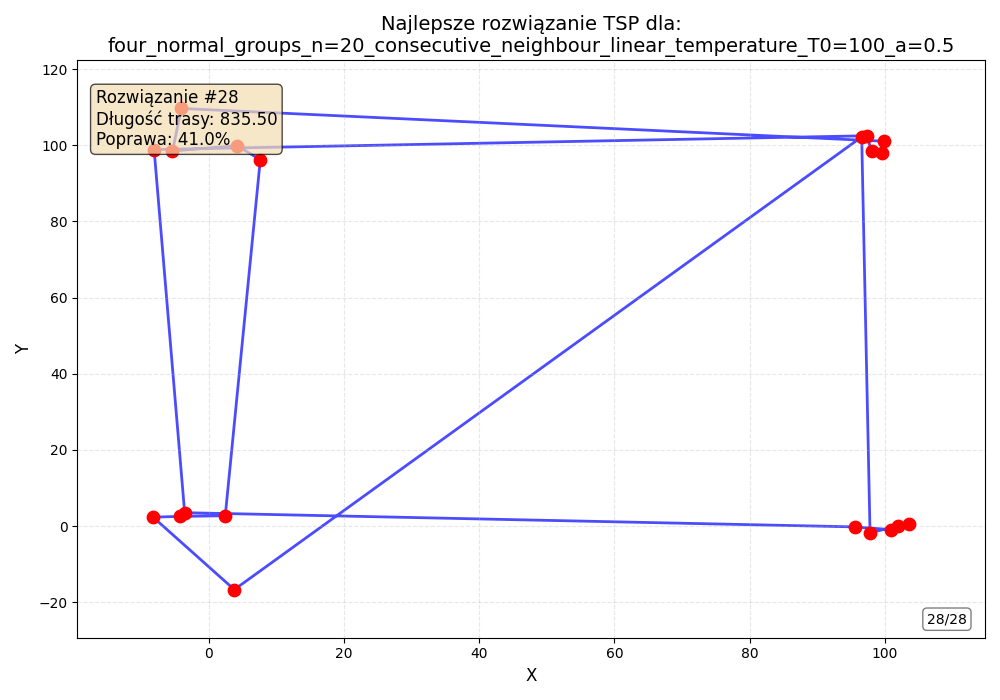 Najlepsze rozwiązanie TSP dla:
four_normal_groups_n=20_consecutive_neighbour_linear_temperature_T0=100_a=0.5
Rozwiązanie #28
Długość trasy: 835.50
Poprawa: 41.0%
120
100
80
60
40
20
0
−20
Y
0
20
40
60
80
100
X
28/28